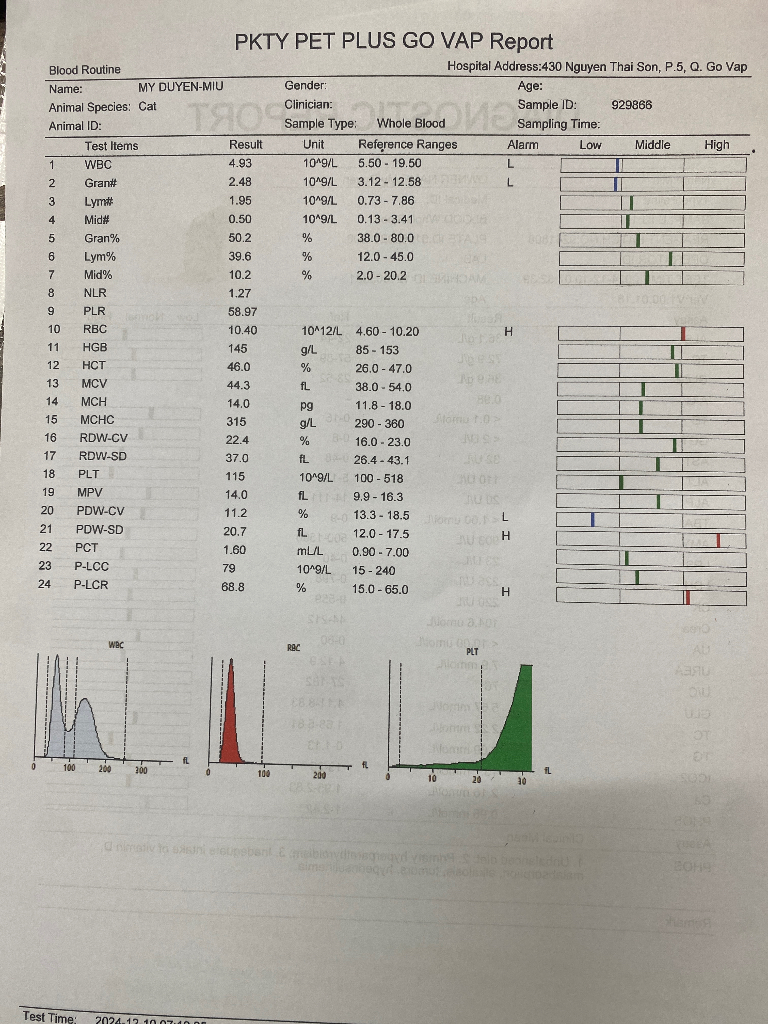 PKTY PET PLUS GO VAP Report
Blood Routine Hospital Address:430 Nguyen Thai Son, P.5, Q. Go Vap
Name: MY DUYEN-MIU Gender: Age:
Animal Species: Cat Clinician: Sample ID: 929866
Animal ID: Sample Type: Whole Blood Sampling Time:
Test Items Result Unit Reference Ranges Alarm Low Middle High
1 WBC 4.93 10^9/L 5.50 - 19.50 L
2 Gran# 2.48 10^9/L 3.12 - 12.58 L
3 Lym# 1.95 10^9/L 0.73 - 7.86
4 Mid# 0.50 10^9/L 0.13 - 3.41
5 Gran% 50.2 % 38.0 - 80.0
6 Lym% 39.6 % 12.0 - 45.0
7 Mid% 10.2 % 2.0 - 20.2
8 NLR 1.27
9 PLR 58.97
10 RBC 10.40 10^12/L 4.60 - 10.20 H
11 HGB 145 g/L 85 - 153
12 HCT 46.0 % 26.0 - 47.0
13 MCV 44.3 fL 38.0 - 54.0
14 MCH 14.0 pg 11.8 - 18.0
15 MCHC 315 g/L 290 - 360
16 RDW-CV 22.4 % 16.0 - 23.0
17 RDW-SD 37.0 fL 26.4 - 43.1
18 PLT 115 10^9/L 100 - 518
19 MPV 14.0 fL 9.9 - 16.3
20 PDW-CV 11.2 % 13.3 - 18.5 L
21 PDW-SD 20.7 fL 12.0 - 17.5 H
22 PCT 1.60 mL/L 0.90 - 7.00
23 P-LCC 79 10^9/L 15 - 240
24 P-LCR 68.8 % 15.0 - 65.0 H
WBC RBC PLT
0 100 200 300 fL 0 100 200 fL 0 10 20 30 fL
Test Time: 2024-12-10